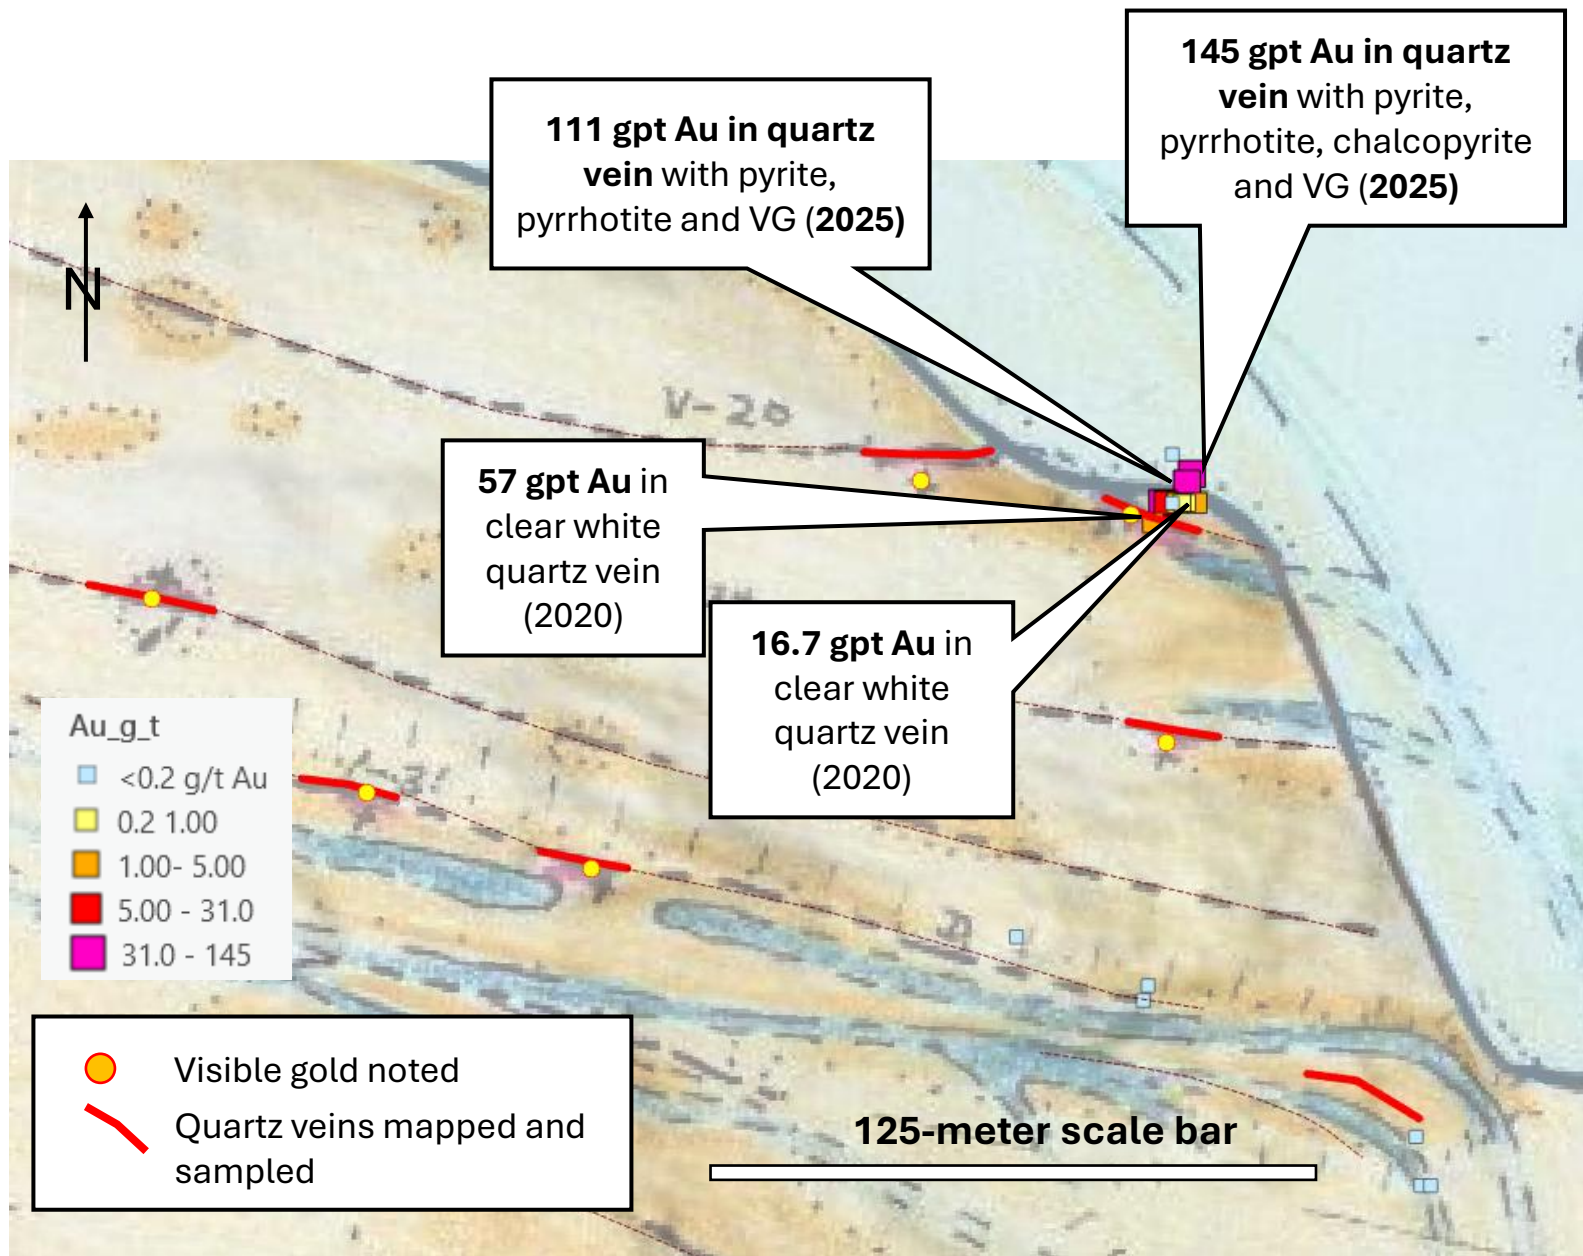 145 gpt Au in quartz
vein with pyrite,
pyrrhotite, chalcopyrite
and VG (2025)
111 gpt Au in quartz
vein with pyrite,
pyrrhotite and VG (2025)
N
V-20
57 gpt Au in
clear white
quartz vein
(2020)
16.7 gpt Au in
clear white
quartz vein
(2020)
Au_g_t
<0.2 g/t Au
0.2 1.00
1.00- 5.00
5.00 - 31.0
31.0 - 145
Visible gold noted
Quartz veins mapped and
sampled
125-meter scale bar